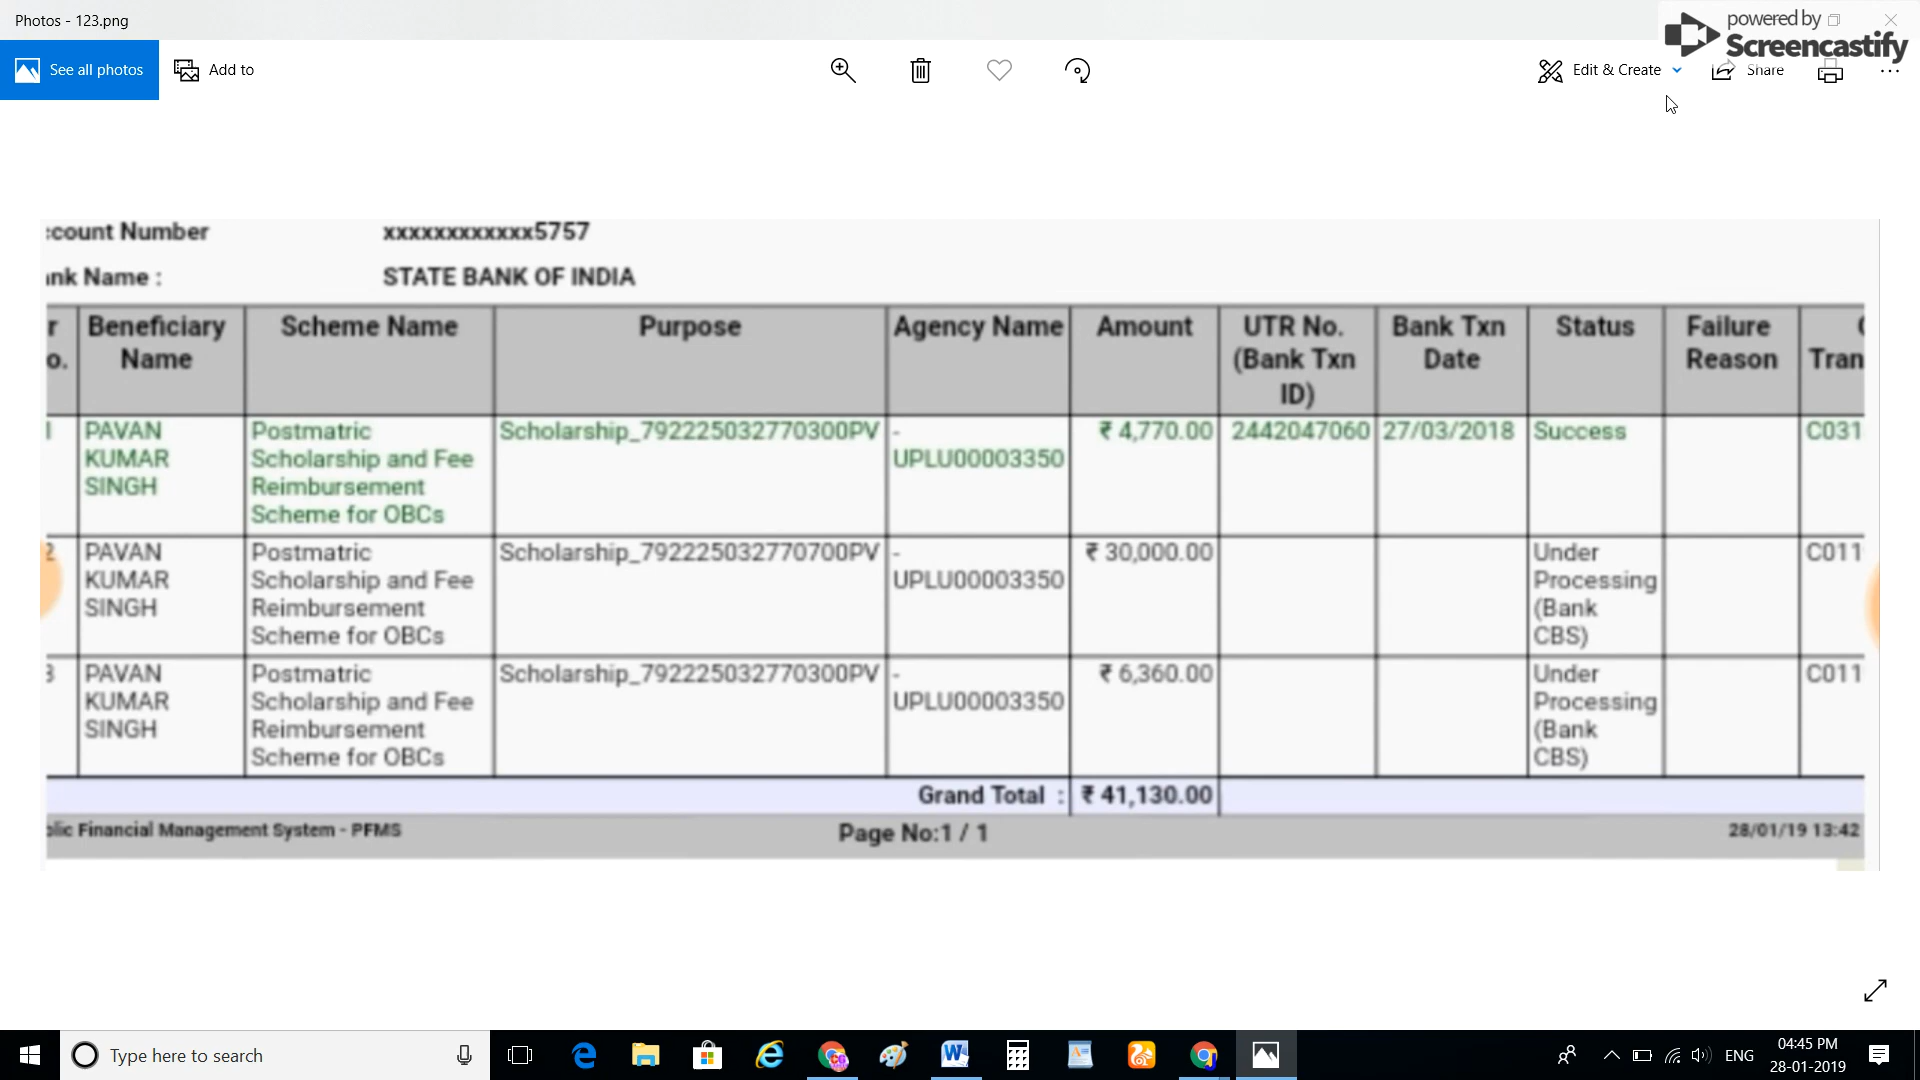 Photos - 123.png
powered by
Screencastify
See all photos
Add to
Edit & Create
Share
ccount Number xxxxxxxxxxxx5757
ank Name : STATE BANK OF INDIA
r Beneficiary Scheme Name Purpose Agency Name Amount UTR No. Bank Txn Status Failure
o. Name (Bank Txn Date Reason Tran
ID)
1 PAVAN Postmatric Scholarship_792225032770300PV - ₹ 4,770.00 2442047060 27/03/2018 Success C031
KUMAR Scholarship and Fee UPLU00003350
SINGH Reimbursement
Scheme for OBCs
2 PAVAN Postmatric Scholarship_792225032770700PV - ₹ 30,000.00 Under C011
KUMAR Scholarship and Fee UPLU00003350 Processing
SINGH Reimbursement (Bank
Scheme for OBCs CBS)
3 PAVAN Postmatric Scholarship_792225032770300PV - ₹ 6,360.00 Under C011
KUMAR Scholarship and Fee UPLU00003350 Processing
SINGH Reimbursement (Bank
Scheme for OBCs CBS)
Grand Total : ₹ 41,130.00
blic Financial Management System - PFMS Page No:1 / 1 28/01/19 13:42
Type here to search
ENG
04:45 PM
28-01-2019